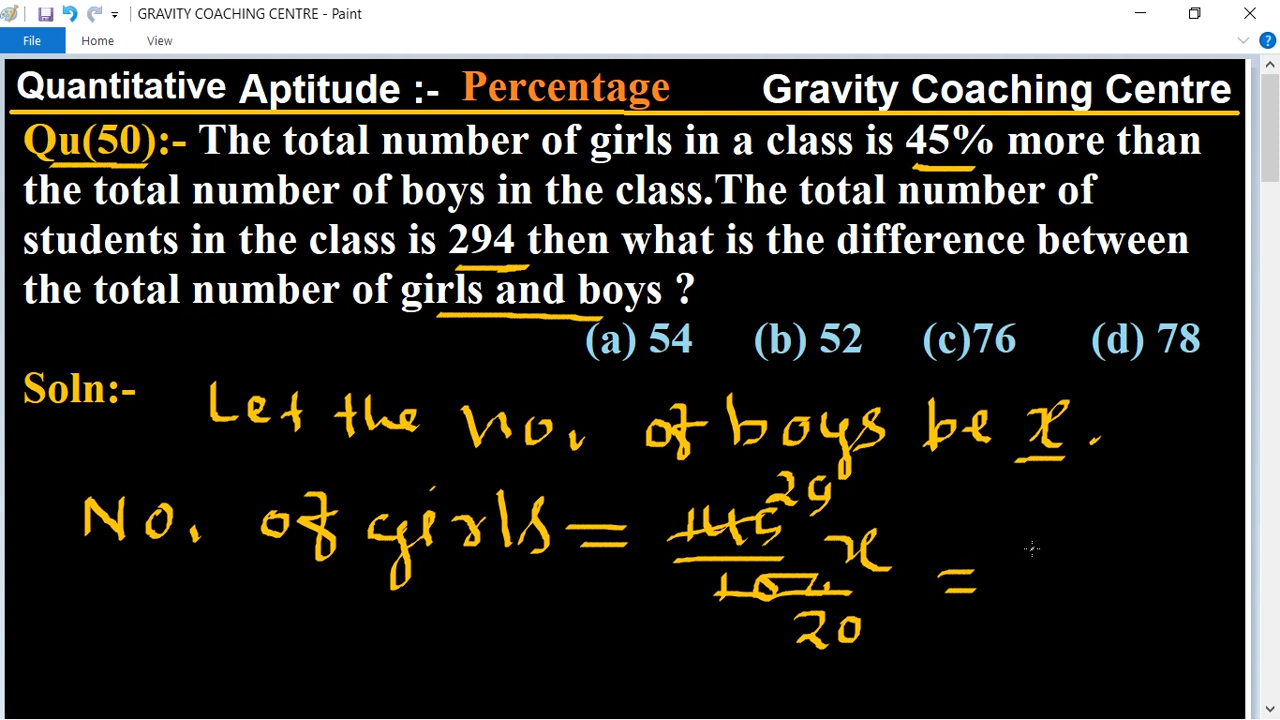 GRAVITY COACHING CENTRE - Paint
File Home View
Quantitative Aptitude :- Percentage Gravity Coaching Centre
Qu(50):- The total number of girls in a class is 45% more than
the total number of boys in the class.The total number of
students in the class is 294 then what is the difference between
the total number of girls and boys ?
(a) 54 (b) 52 (c)76 (d) 78
Soln:- Let the No. of boys be x.
No. of girls = 145 29 x =
100
20